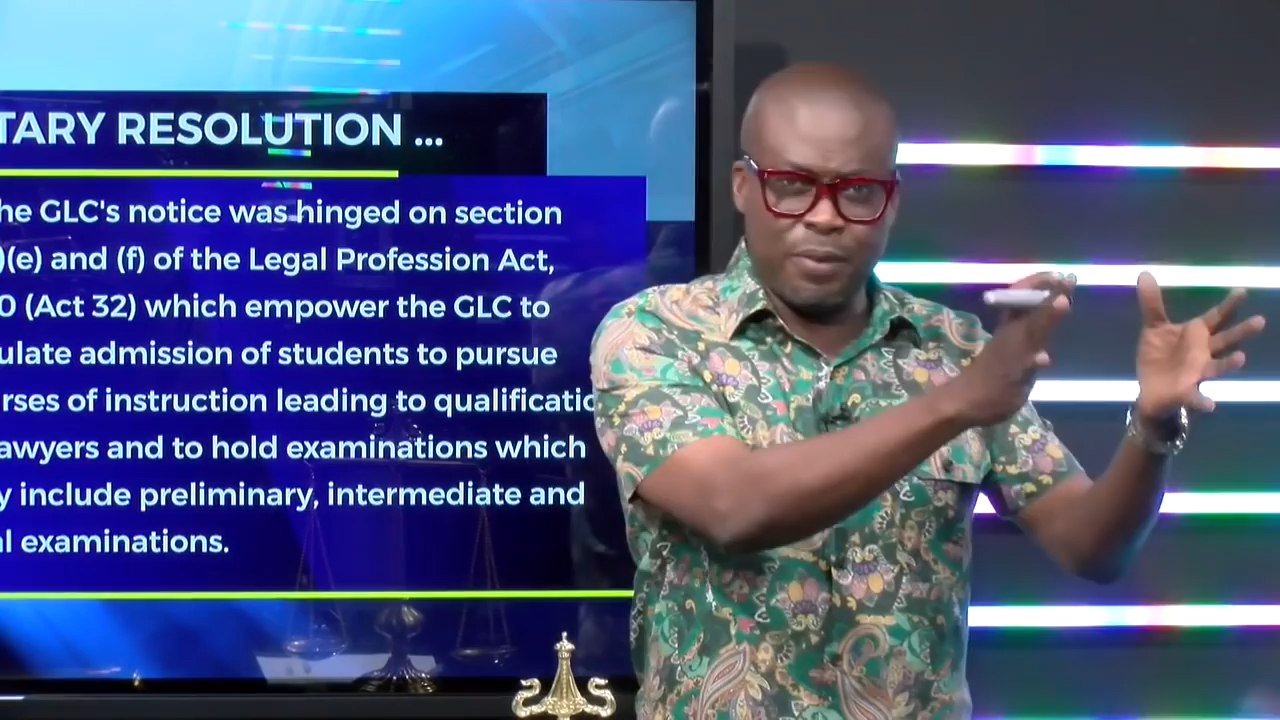 TARY RESOLUTION ...
he GLC's notice was hinged on section
)(e) and (f) of the Legal Profession Act,
0 (Act 32) which empower the GLC to
ulate admission of students to pursue
rses of instruction leading to qualificatio
awyers and to hold examinations which
y include preliminary, intermediate and
al examinations.